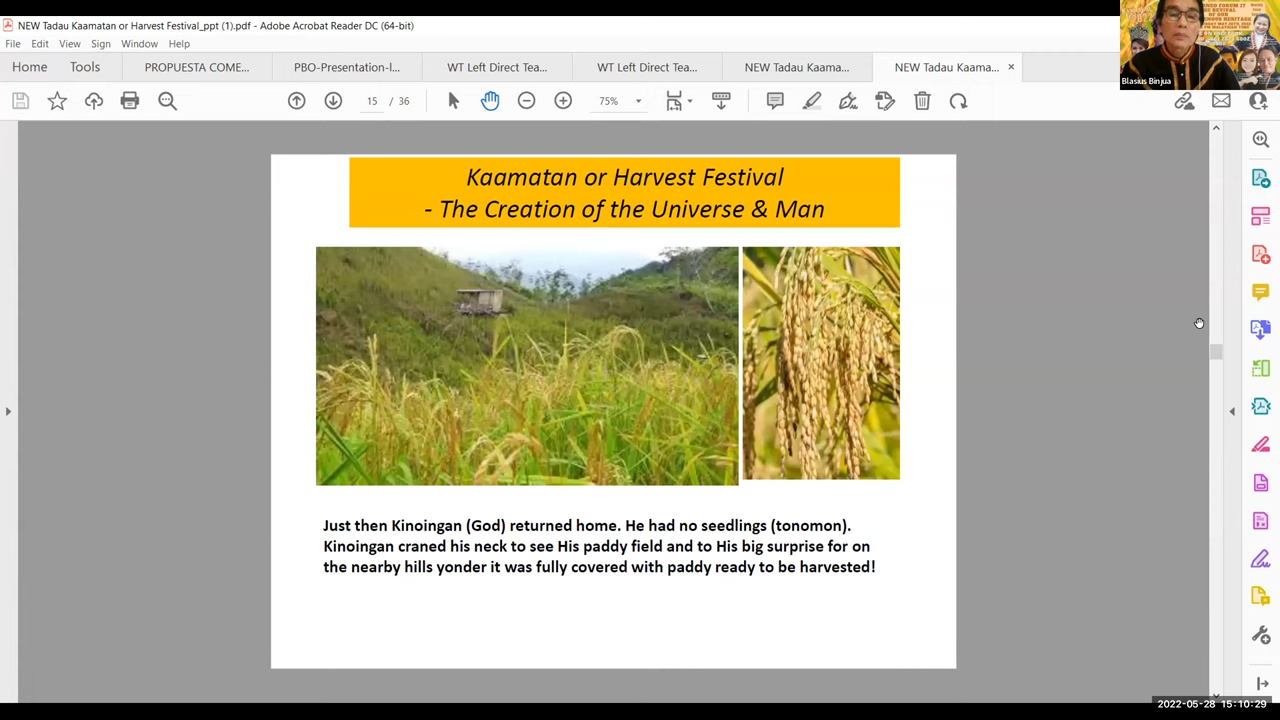 NEW Tadau Kaamatan or Harvest Festival_ppt (1).pdf - Adobe Acrobat Reader DC (64-bit)
File Edit View Sign Window Help
Home Tools PROPUESTA COME... PBO-Presentation-l... WT Left Direct Tea... WT Left Direct Tea... NEW Tadau Kaama... NEW Tadau Kaama... ×
15 / 36 75%
Blasius Binjua
Kaamatan or Harvest Festival
- The Creation of the Universe & Man
Just then Kinoingan (God) returned home. He had no seedlings (tonomon).
Kinoingan craned his neck to see His paddy field and to His big surprise for on
the nearby hills yonder it was fully covered with paddy ready to be harvested!
2022-05-28 15:10:29